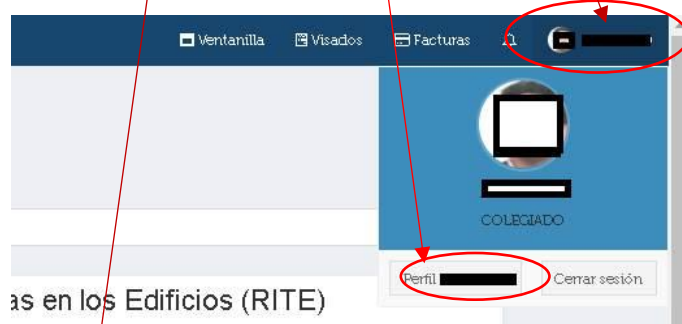 Ventanilla Visados Facturas
COLEGIADO
Perfil Cerrar sesión
as en los Edificios (RITE)